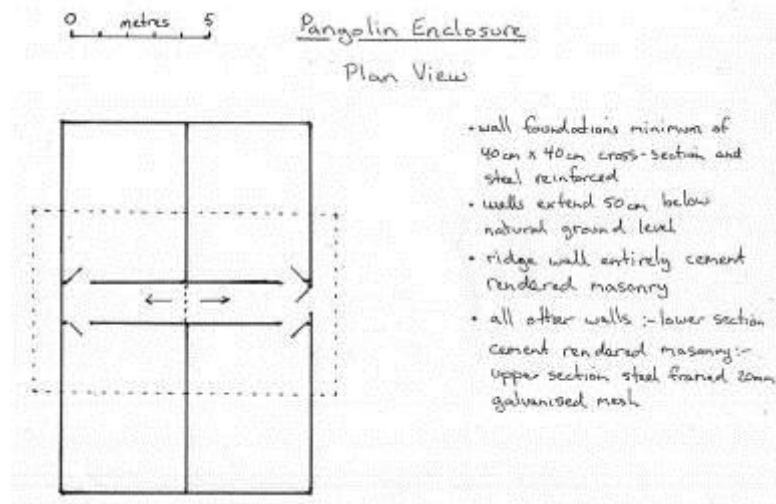 0 metres 5
Pangolin Enclosure
Plan View
• wall foundations minimum of
40cm x 40cm cross-section and
steel reinforced
• walls extend 50cm below
natural ground level
• ridge wall entirely cement
rendered masonry
• all other walls :- lower section
cement rendered masonry:-
upper section steel framed 20mm
galvanised mesh